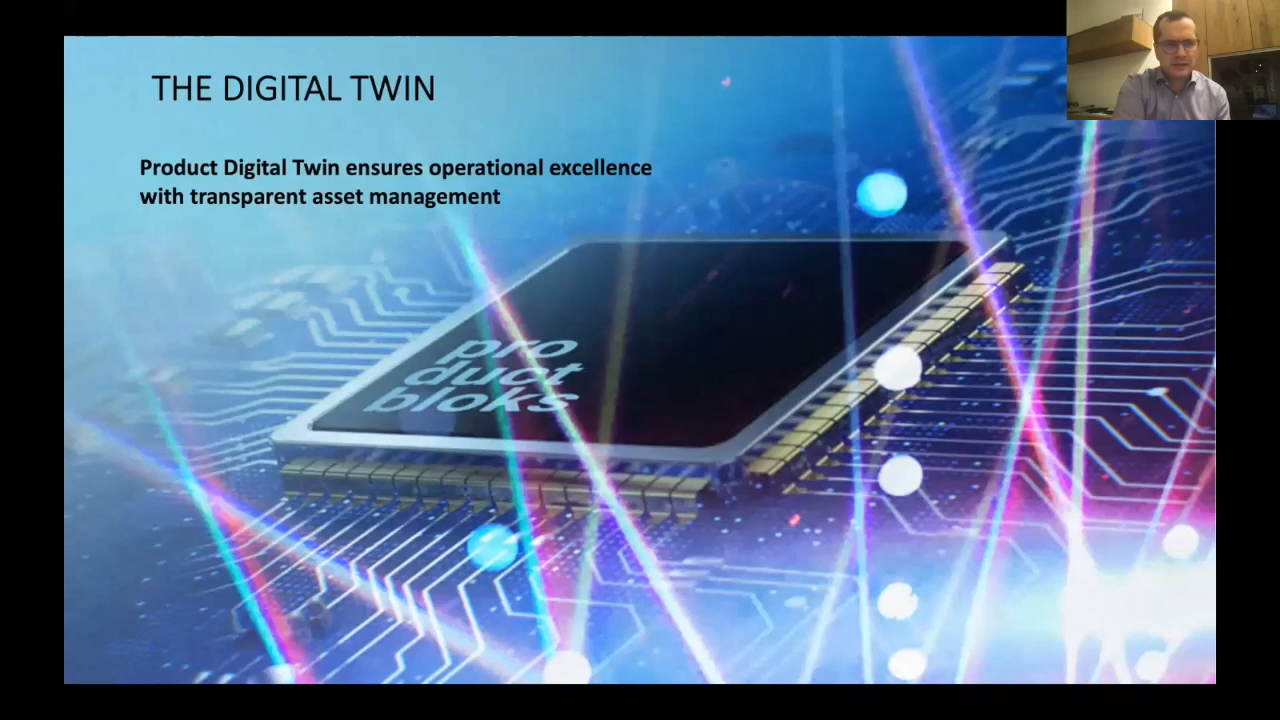 THE DIGITAL TWIN
Product Digital Twin ensures operational excellence
with transparent asset management
pro
duct
bloks